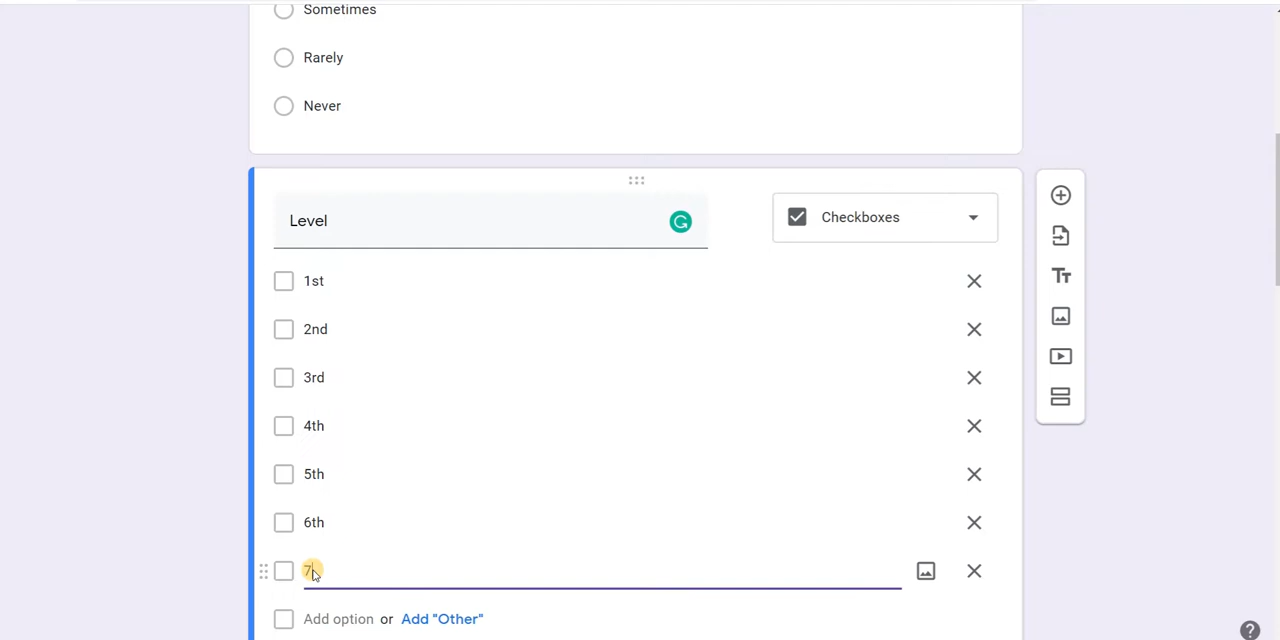 Sometimes
Rarely
Never
Level
Checkboxes
1st
2nd
3rd
4th
5th
6th
7
Add option or Add "Other"